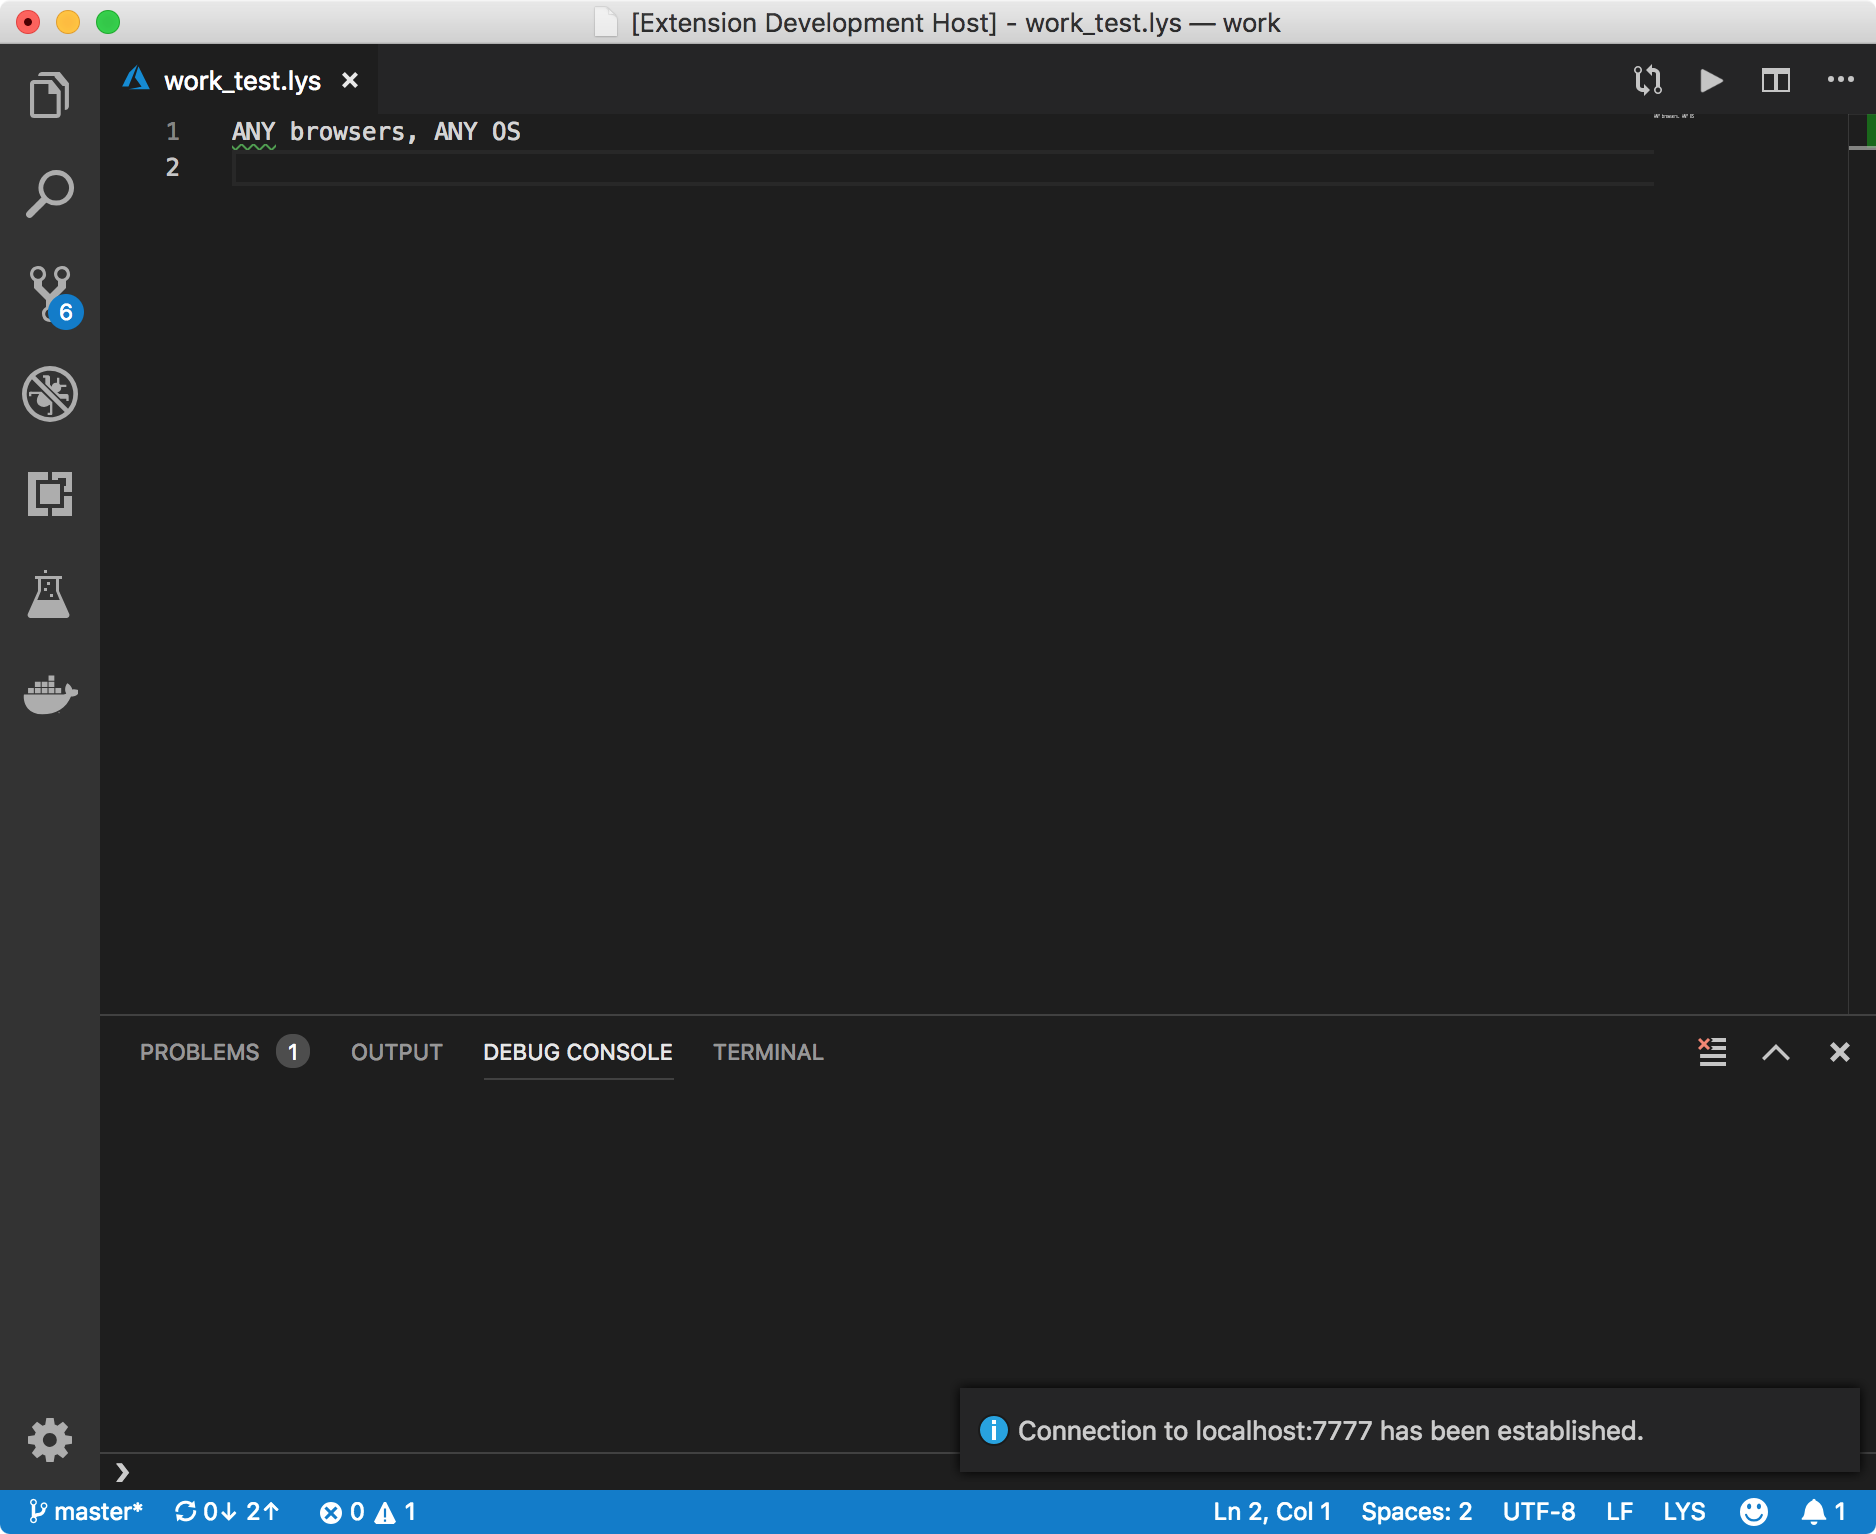 [Extension Development Host] - work_test.lys — work
work_test.lys
1 ANY browsers, ANY OS
2
6
PROBLEMS 1 OUTPUT DEBUG CONSOLE TERMINAL
Connection to localhost:7777 has been established.
master* 0↓ 2↑ 0 1 Ln 2, Col 1 Spaces: 2 UTF-8 LF LYS 1